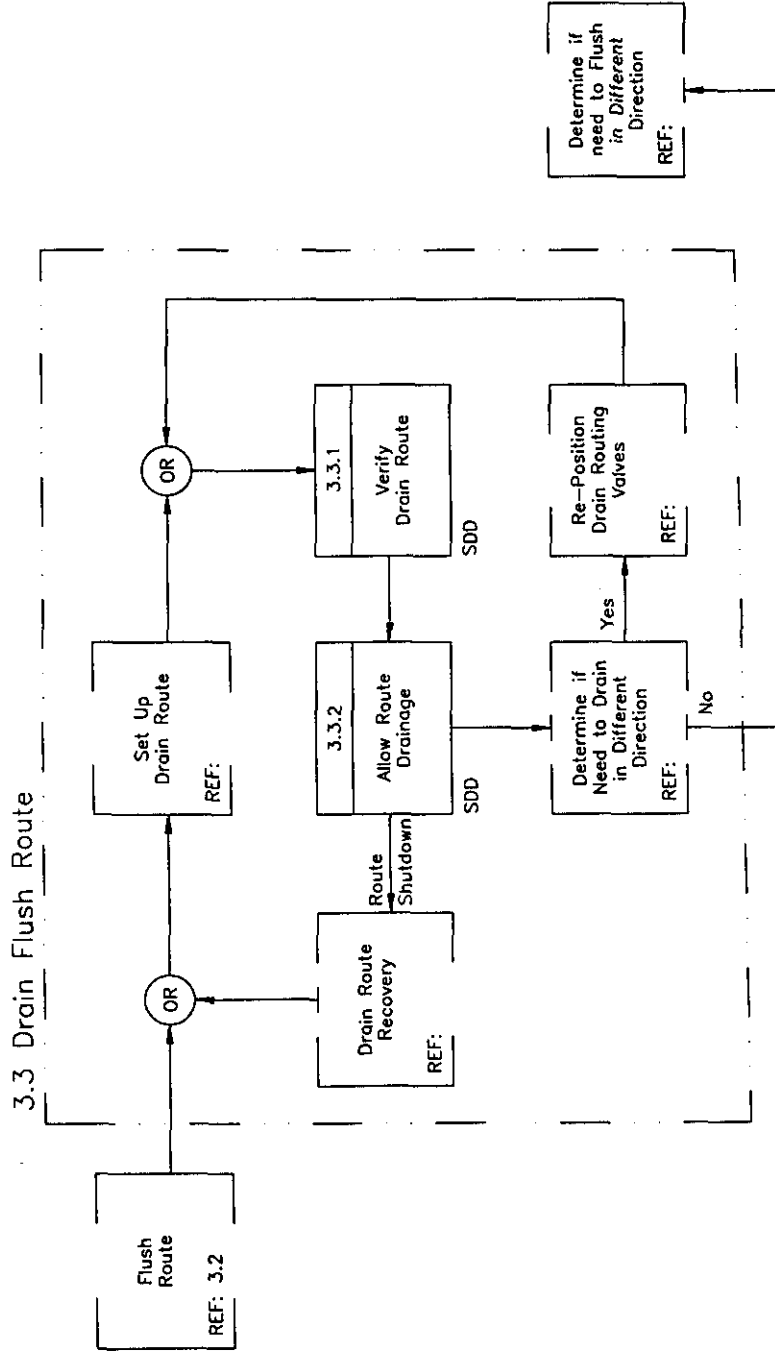 3.3 Drain Flush Route
Flush
Route
REF: 3.2
OR
Set Up
Drain Route
REF:
OR
Drain Route
Recovery
REF:
Route
Shutdown
3.3.2
Allow Route
Drainage
SDD
3.3.1
Verify
Drain Route
SDD
Determine if
Need to Drain
in Different
Direction
REF:
Yes
No
Re-Position
Drain Routing
Valves
REF:
Determine if
need to Flush
in Different
Direction
REF: